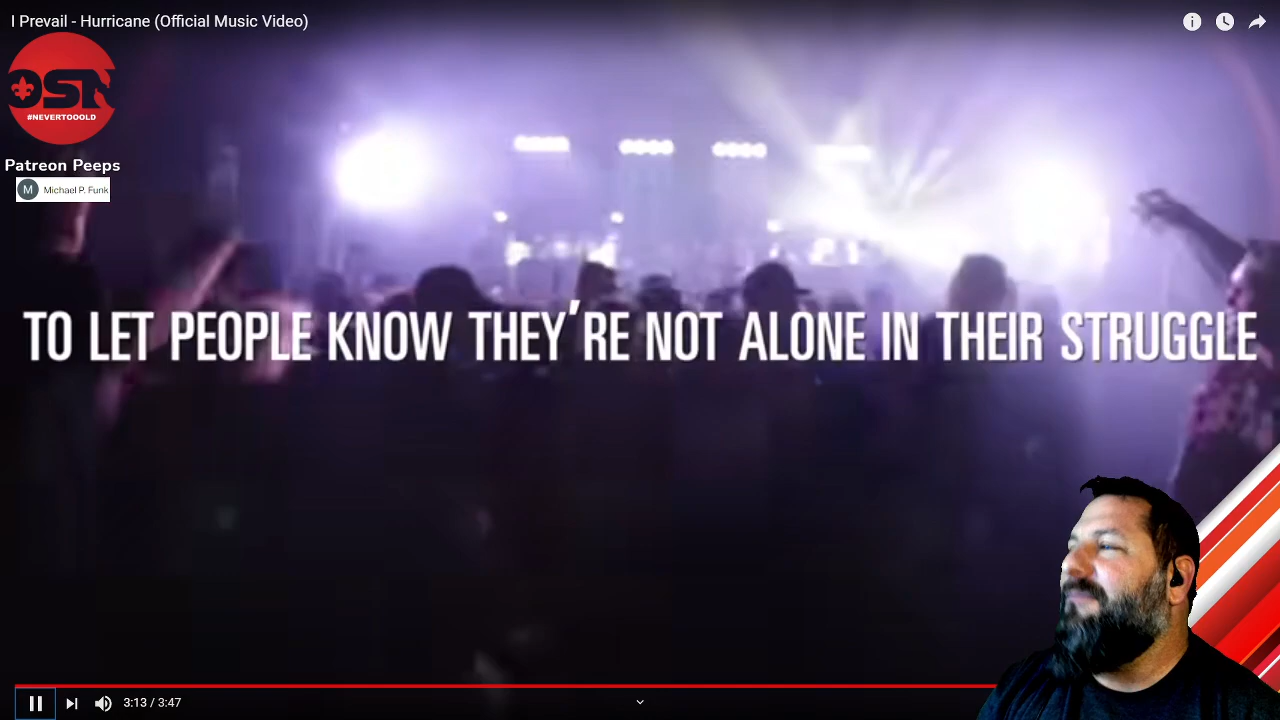 I Prevail - Hurricane (Official Music Video)
OSN
#NEVERTOOOLD
Patreon Peeps
M Michael P. Funk
TO LET PEOPLE KNOW THEY'RE NOT ALONE IN THEIR STRUGGLE
3:13 / 3:47